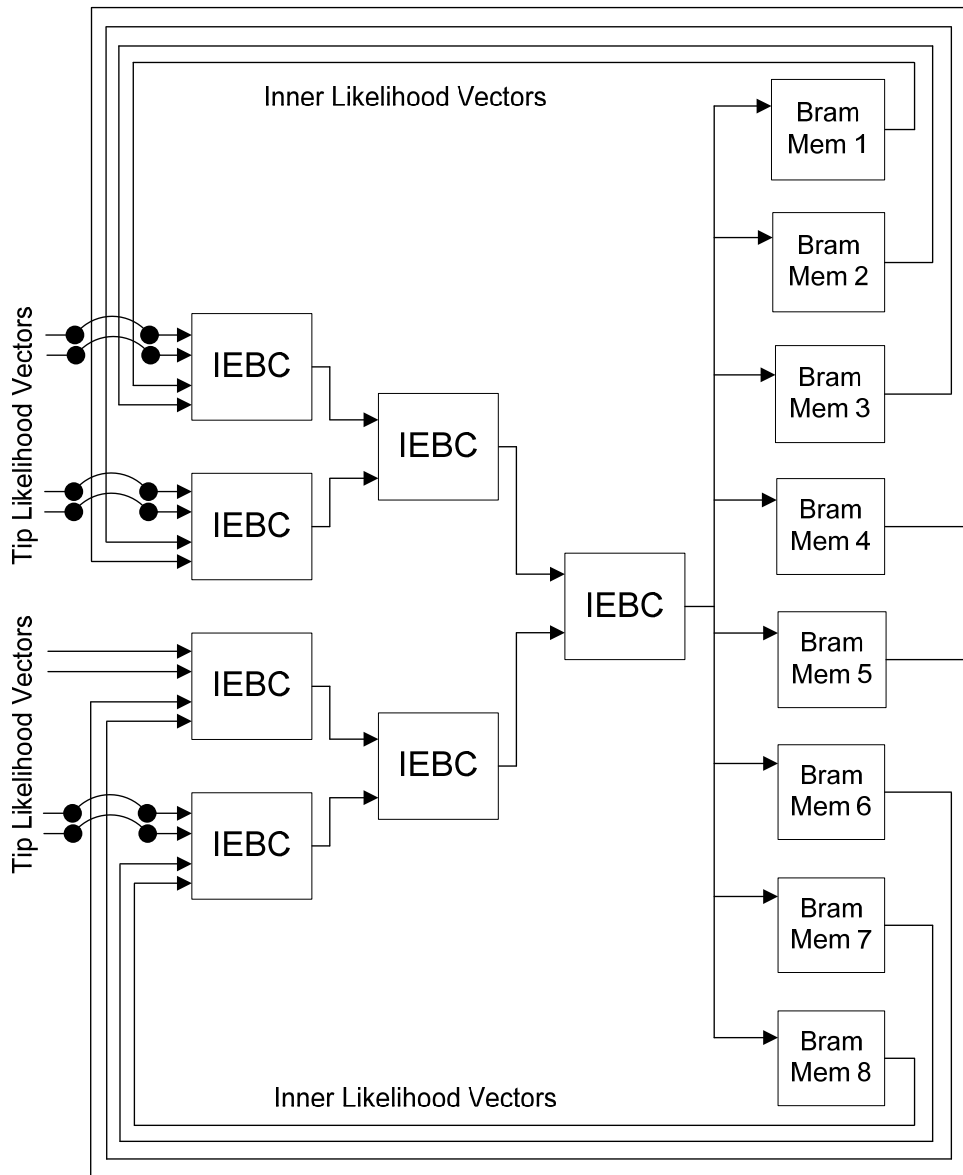 Inner Likelihood Vectors
Bram
Mem 1
Bram
Mem 2
Bram
Mem 3
Bram
Mem 4
Bram
Mem 5
Bram
Mem 6
Bram
Mem 7
Bram
Mem 8
Tip Likelihood Vectors
IEBC
IEBC
IEBC
IEBC
Tip Likelihood Vectors
IEBC
IEBC
IEBC
Inner Likelihood Vectors